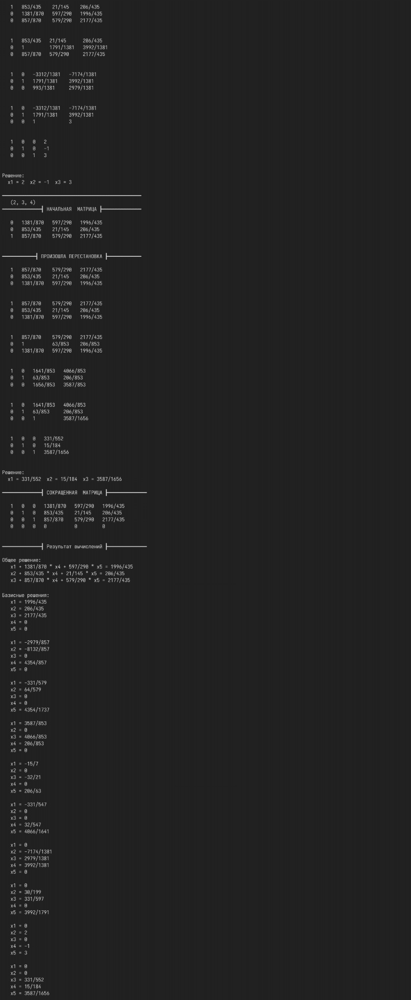 1 853/435 21/145 206/435
0 1381/870 597/290 1996/435
0 857/870 579/290 2177/435
1 853/435 21/145 206/435
0 1 1791/1381 3992/1381
0 857/870 579/290 2177/435
1 0 -3312/1381 -7174/1381
0 1 1791/1381 3992/1381
0 0 993/1381 2979/1381
1 0 -3312/1381 -7174/1381
0 1 1791/1381 3992/1381
0 0 1 3
1 0 0 2
0 1 0 -1
0 0 1 3
Решение:
x1 = 2 x2 = -1 x3 = 3
(2, 3, 4)
НАЧАЛЬНАЯ МАТРИЦА
0 1381/870 597/290 1996/435
0 853/435 21/145 206/435
1 857/870 579/290 2177/435
ПРОИЗОШЛА ПЕРЕСТАНОВКА
1 857/870 579/290 2177/435
0 853/435 21/145 206/435
0 1381/870 597/290 1996/435
1 857/870 579/290 2177/435
0 853/435 21/145 206/435
0 1381/870 597/290 1996/435
1 857/870 579/290 2177/435
0 1 63/853 206/853
0 1381/870 597/290 1996/435
1 0 1641/853 4066/853
0 1 63/853 206/853
0 0 1656/853 3587/853
1 0 1641/853 4066/853
0 1 63/853 206/853
0 0 1 3587/1656
1 0 0 331/552
0 1 0 15/184
0 0 1 3587/1656
Решение:
x1 = 331/552 x2 = 15/184 x3 = 3587/1656
СОКРАЩЕННАЯ МАТРИЦА
1 0 0 1381/870 597/290 1996/435
0 1 0 853/435 21/145 206/435
0 0 1 857/870 579/290 2177/435
0 0 0 0 0 0
Результат вычислений
Общее решение:
x1 + 1381/870 * x4 + 597/290 * x5 = 1996/435
x2 + 853/435 * x4 + 21/145 * x5 = 206/435
x3 + 857/870 * x4 + 579/290 * x5 = 2177/435
Базисные решения:
x1 = 1996/435
x2 = 206/435
x3 = 2177/435
x4 = 0
x5 = 0
x1 = -2979/857
x2 = -8132/857
x3 = 0
x4 = 4354/857
x5 = 0
x1 = -331/579
x2 = 64/579
x3 = 0
x4 = 0
x5 = 4354/1737
x1 = 3587/853
x2 = 0
x3 = 4066/853
x4 = 206/853
x5 = 0
x1 = -15/7
x2 = 0
x3 = -32/21
x4 = 0
x5 = 206/63
x1 = -331/547
x2 = 0
x3 = 0
x4 = 32/547
x5 = 4066/1641
x1 = 0
x2 = -7174/1381
x3 = 2979/1381
x4 = 3992/1381
x5 = 0
x1 = 0
x2 = 30/199
x3 = 331/597
x4 = 0
x5 = 3992/1791
x1 = 0
x2 = 2
x3 = 0
x4 = -1
x5 = 3
x1 = 0
x2 = 0
x3 = 331/552
x4 = 15/184
x5 = 3587/1656